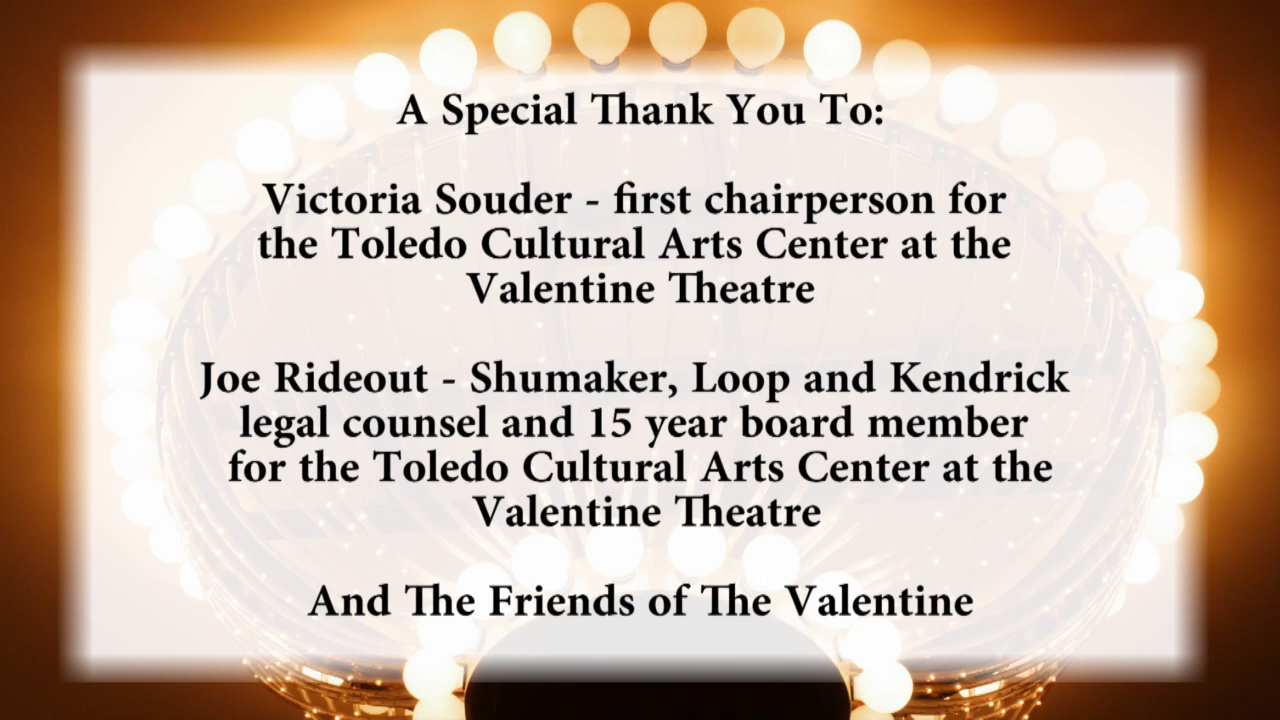 A Special Thank You To:
Victoria Souder - first chairperson for
the Toledo Cultural Arts Center at the
Valentine Theatre
Joe Rideout - Shumaker, Loop and Kendrick
legal counsel and 15 year board member
for the Toledo Cultural Arts Center at the
Valentine Theatre
And The Friends of The Valentine